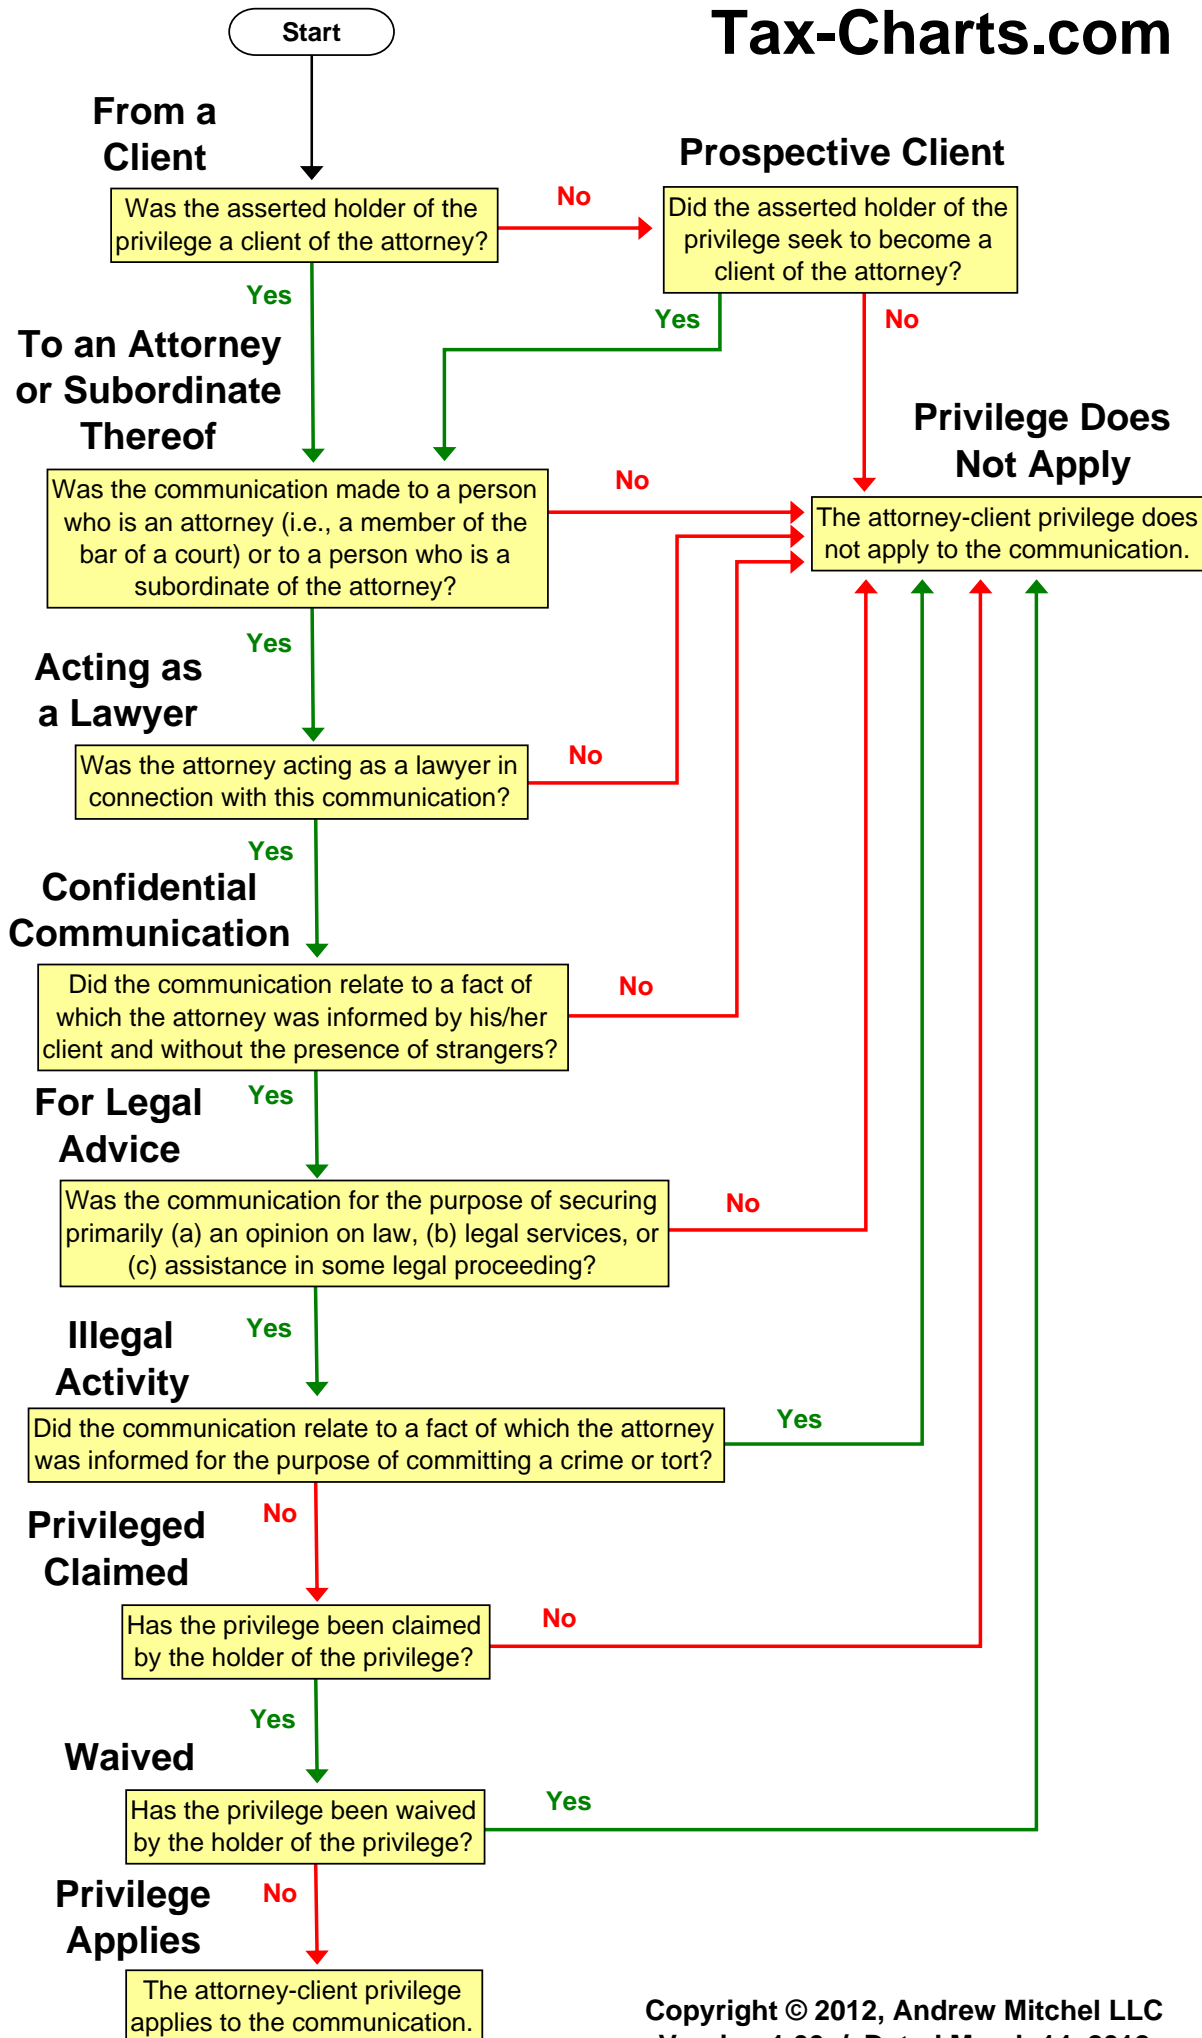 Tax-Charts.com
Start
From a
Client
Was the asserted holder of the
privilege a client of the attorney?
No
Prospective Client
Did the asserted holder of the
privilege seek to become a
client of the attorney?
Yes
Yes
No
To an Attorney
or Subordinate
Thereof
Was the communication made to a person
who is an attorney (i.e., a member of the
bar of a court) or to a person who is a
subordinate of the attorney?
No
Privilege Does
Not Apply
The attorney-client privilege does
not apply to the communication.
Yes
Acting as
a Lawyer
Was the attorney acting as a lawyer in
connection with this communication?
No
Yes
Confidential
Communication
Did the communication relate to a fact of
which the attorney was informed by his/her
client and without the presence of strangers?
No
Yes
For Legal
Advice
Was the communication for the purpose of securing
primarily (a) an opinion on law, (b) legal services, or
(c) assistance in some legal proceeding?
No
Yes
Illegal
Activity
Did the communication relate to a fact of which the attorney
was informed for the purpose of committing a crime or tort?
Yes
No
Privileged
Claimed
Has the privilege been claimed
by the holder of the privilege?
No
Yes
Waived
Has the privilege been waived
by the holder of the privilege?
Yes
No
Privilege
Applies
The attorney-client privilege
applies to the communication.
Copyright © 2012, Andrew Mitchel LLC